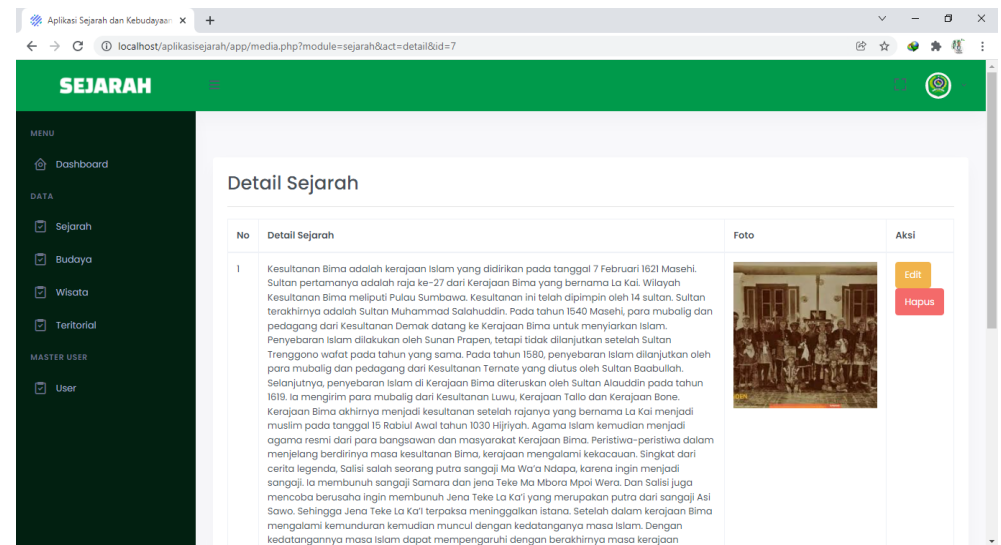 Aplikasi Sejarah dan Kebudayaan
localhost/aplikasisejarah/app/media.php?module=sejarah&act=detail&id=7
SEJARAH
MENU
Dashboard
DATA
Sejarah
Budaya
Wisata
Teritorial
MASTER USER
User
Detail Sejarah
No Detail Sejarah Foto Aksi
1
Kesultanan Bima adalah kerajaan Islam yang didirikan pada tanggal 7 Februari 1621 Masehi.
Sultan pertamanya adalah raja ke-27 dari Kerajaan Bima yang bernama La Kai. Wilayah
Kesultanan Bima meliputi Pulau Sumbawa. Kesultanan ini telah dipimpin oleh 14 sultan. Sultan
terakhirnya adalah Sultan Muhammad Salahuddin. Pada tahun 1540 Masehi, para mubalig dan
pedagang dari Kesultanan Demak datang ke Kerajaan Bima untuk menyiarkan Islam.
Penyebaran Islam dilakukan oleh Sunan Prapen, tetapi tidak dilanjutkan setelah Sultan
Trenggono wafat pada tahun yang sama. Pada tahun 1580, penyebaran Islam dilanjutkan oleh
para mubalig dan pedagang dari Kesultanan Ternate yang diutus oleh Sultan Baabullah.
Selanjutnya, penyebaran Islam di Kerajaan Bima diteruskan oleh Sultan Alauddin pada tahun
1619. Ia mengirim para mubalig dari Kesultanan Luwu, Kerajaan Tallo dan Kerajaan Bone.
Kerajaan Bima akhirnya menjadi kesultanan setelah rajanya yang bernama La Kai menjadi
muslim pada tanggal 15 Rabiul Awal tahun 1030 Hijriyah. Agama Islam kemudian menjadi
agama resmi dari para bangsawan dan masyarakat Kerajaan Bima. Peristiwa-peristiwa dalam
menjelang berdirinya masa kesultanan Bima, kerajaan mengalami kekacauan. Singkat dari
cerita legenda, Salisi salah seorang putra sangaji Ma Wa'a Ndapa, karena ingin menjadi
sangaji. Ia membunuh sangaji Samara dan jena Teke Ma Mbora Mpoi Wera. Dan Salisi juga
mencoba berusaha ingin membunuh Jena Teke La Ka'i yang merupakan putra dari sangaji Asi
Sawo. Sehingga Jena Teke La Ka'I terpaksa meninggalkan istana. Setelah dalam kerajaan Bima
mengalami kemunduran kemudian muncul dengan kedatanganya masa Islam. Dengan
kedatangannya masa Islam dapat mempengaruhi dengan berakhirnya masa kerajaan
Edit
Hapus